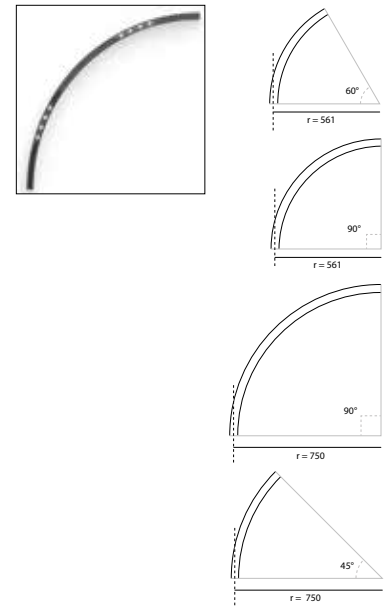 60°
r = 561
90°
r = 561
90°
r = 750
45°
r = 750